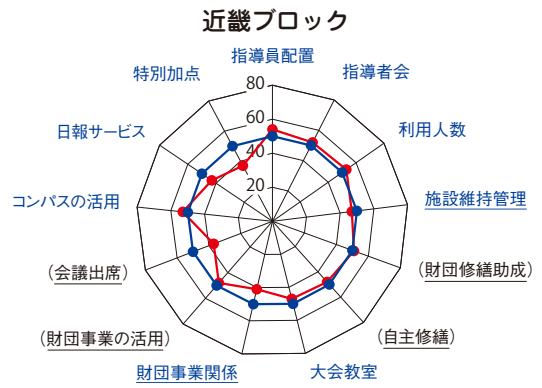 近畿ブロック
指導員配置
特別加点
指導者会
80
日報サービス
60
利用人数
40
コンパスの活用
20
施設維持管理
(会議出席)
(財団修繕助成)
(財団事業の活用)
(自主修繕)
財団事業関係
大会教室